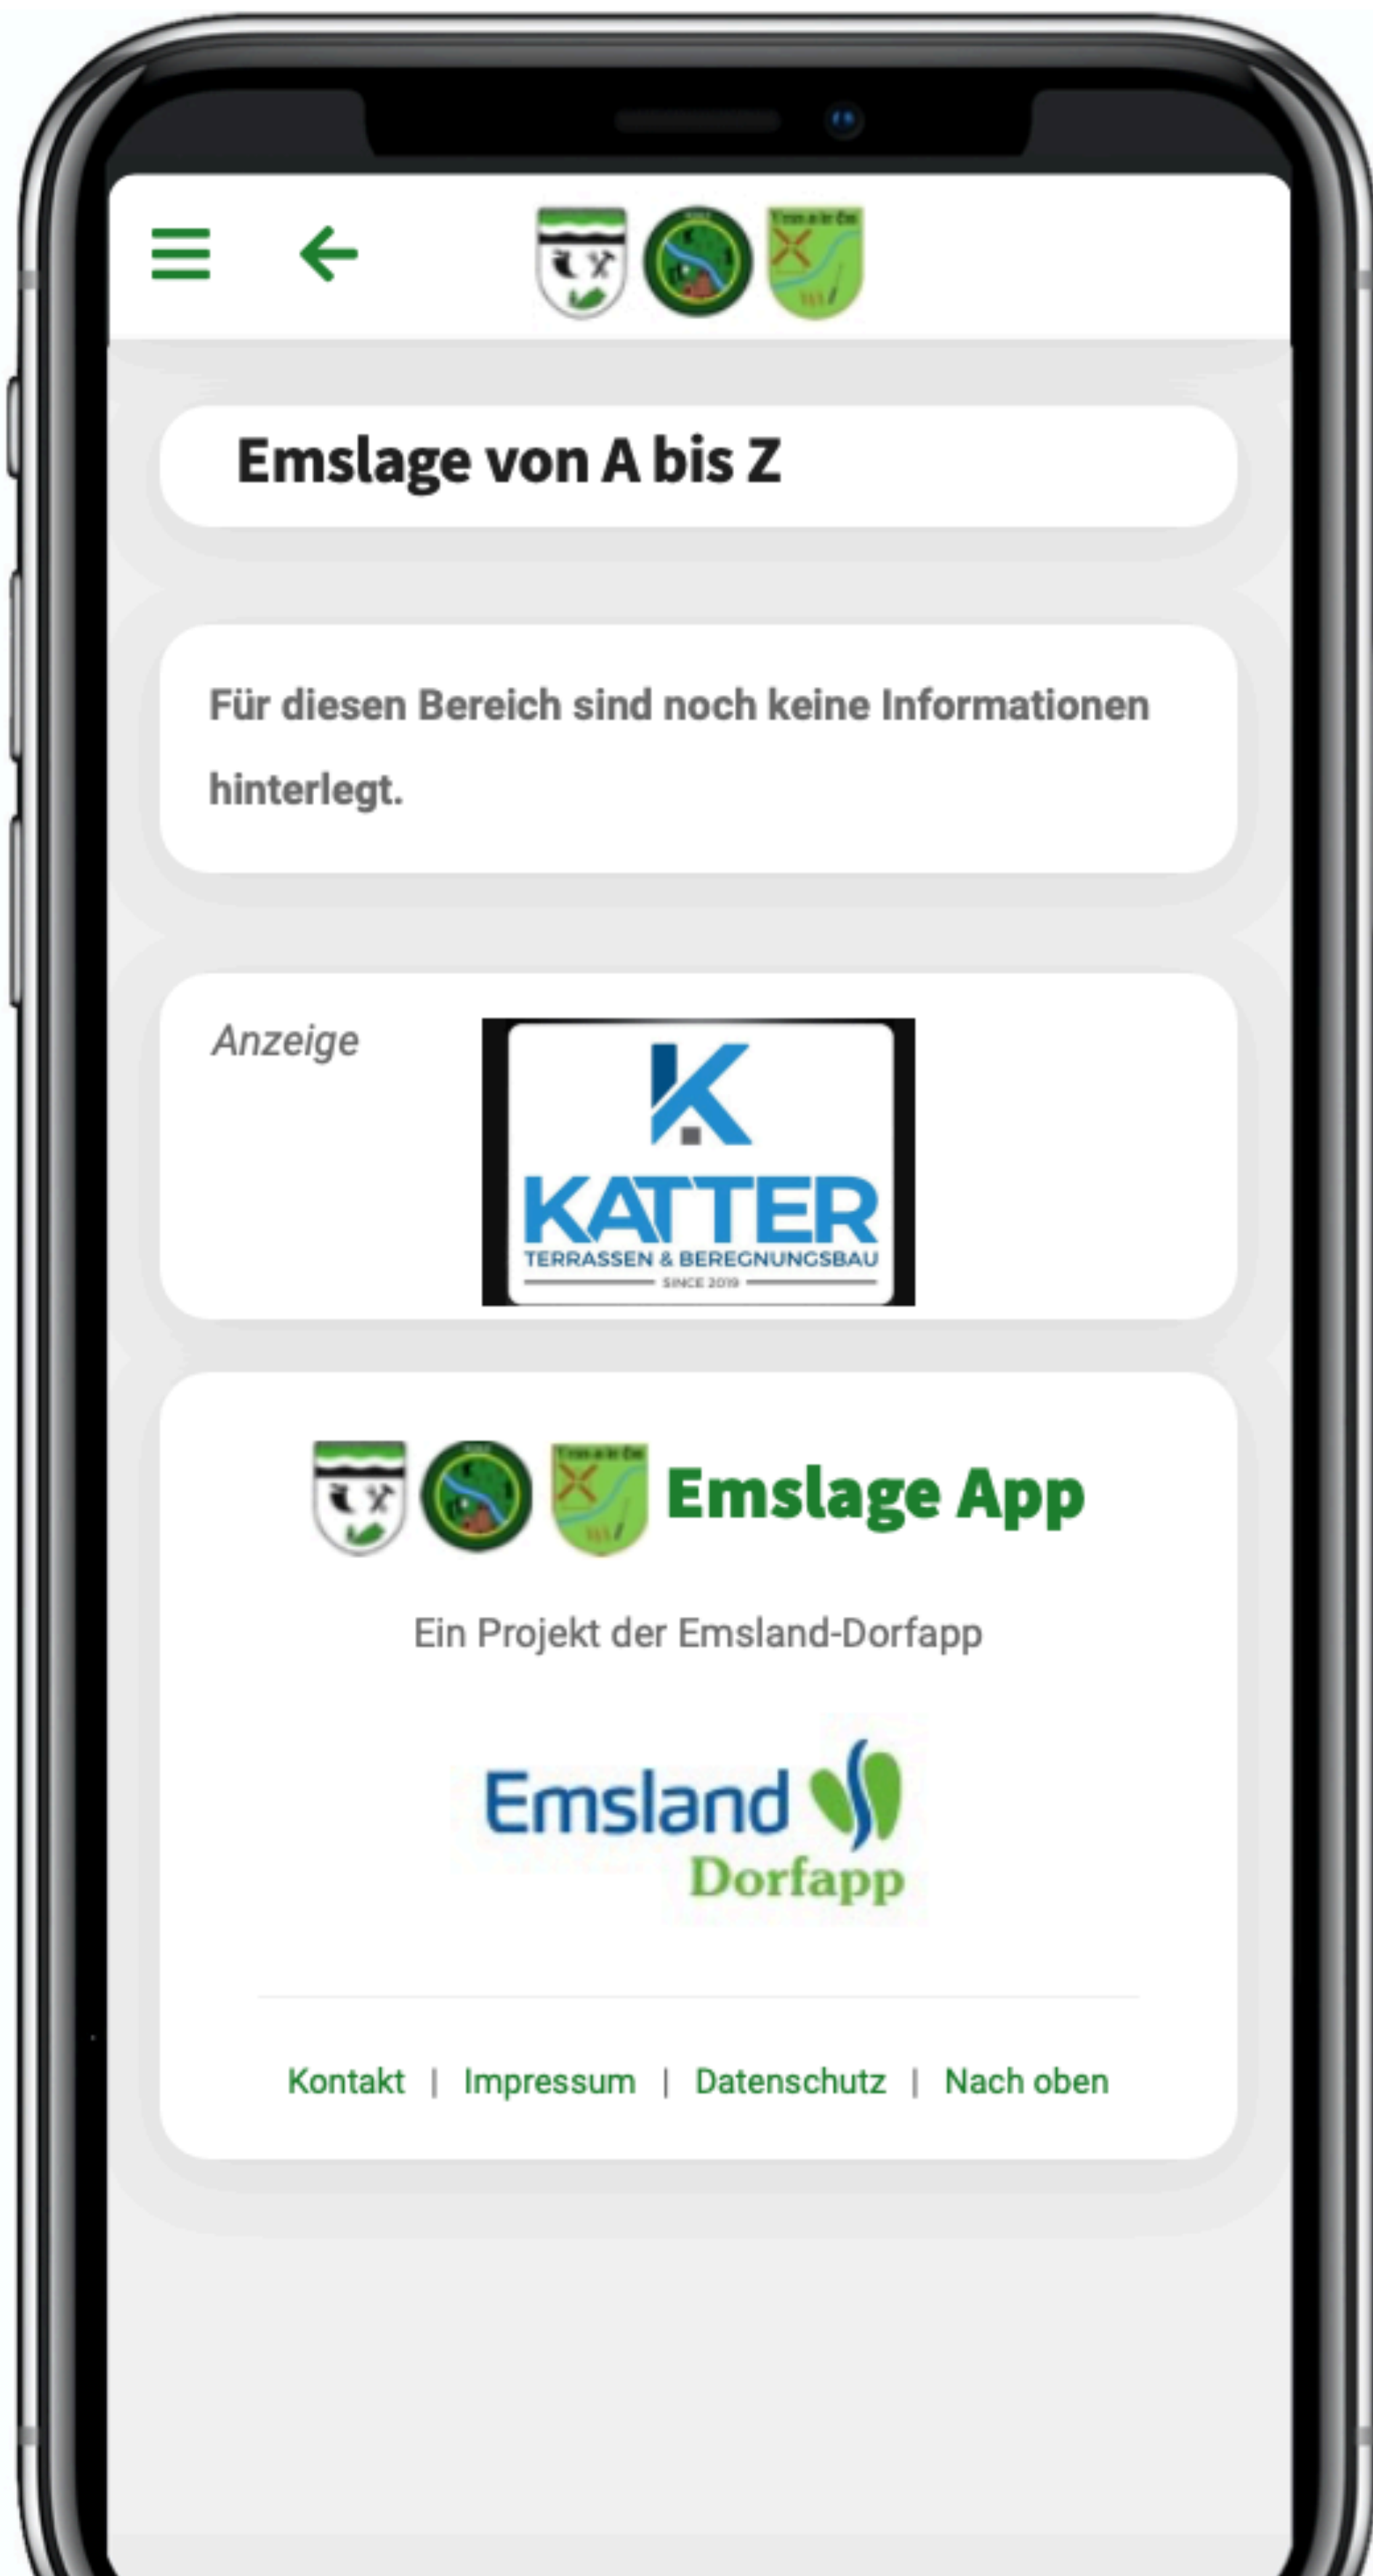 Emslage von A bis Z
Für diesen Bereich sind noch keine Informationen
hinterlegt.
Anzeige
K
KATTER
TERRASSEN & BEREGNUNGSBAU
SINCE 2019
Emslage App
Ein Projekt der Emsland-Dorfapp
Emsland
Dorfapp
Kontakt | Impressum | Datenschutz | Nach oben